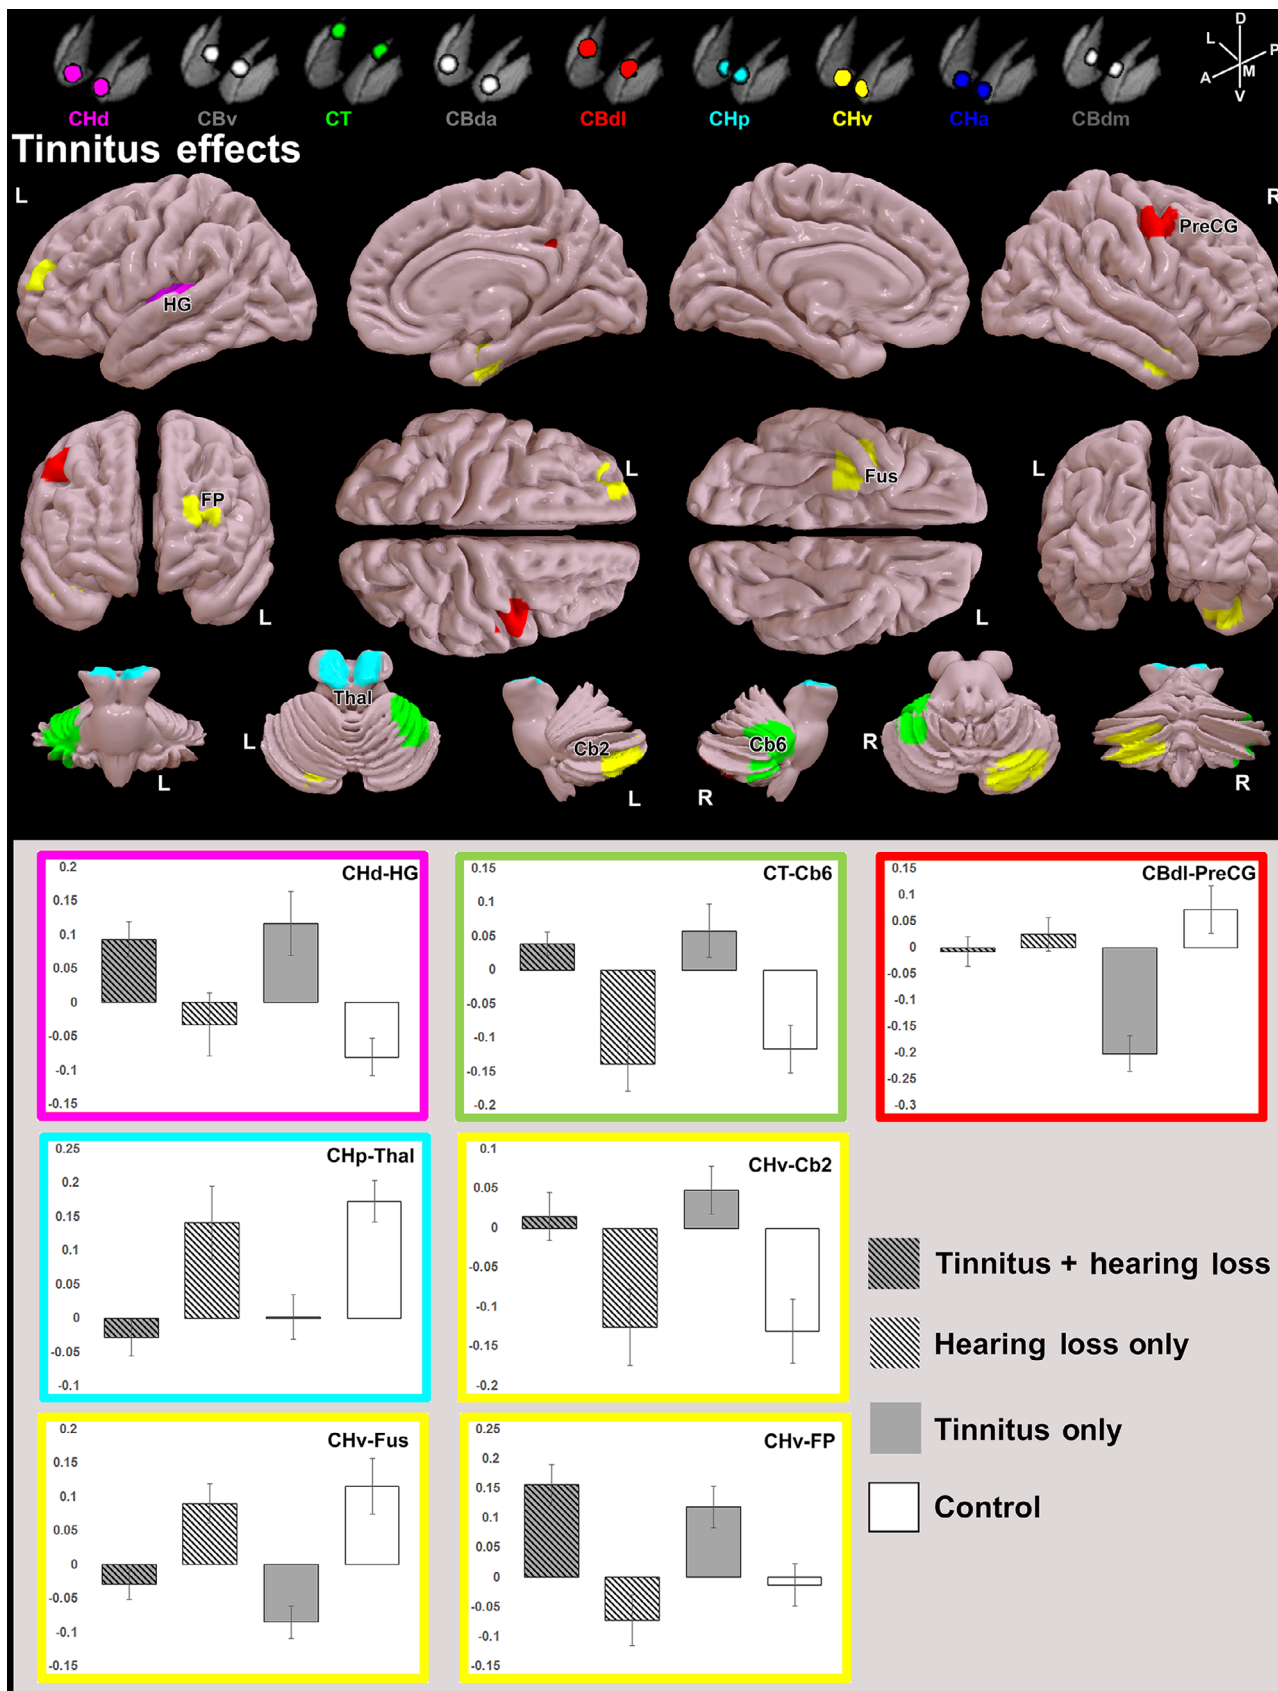 D
L
P
A
M
V
CHd CBv CT CBda CBdl CHp CHv CHa CBdm
Tinnitus effects
L
R
PreCG
HG
FP
L
L
Fus
L
L
Thal
L
L
Cb2
L
Cb6
R
R
R
CHd-HG
0.2
0.15
0.1
0.05
0
-0.05
-0.1
-0.15
CT-Cb6
0.15
0.1
0.05
0
-0.05
-0.1
-0.15
-0.2
CBdl-PreCG
0.15
0.1
0.05
0
-0.05
-0.1
-0.15
-0.2
-0.25
-0.3
CHp-Thal
0.25
0.2
0.15
0.1
0.05
0
-0.05
-0.1
CHv-Cb2
0.1
0.05
0
-0.05
-0.1
-0.15
-0.2
Tinnitus + hearing loss
Hearing loss only
Tinnitus only
Control
CHv-Fus
0.2
0.15
0.1
0.05
0
-0.05
-0.1
-0.15
CHv-FP
0.25
0.2
0.15
0.1
0.05
0
-0.05
-0.1
-0.15